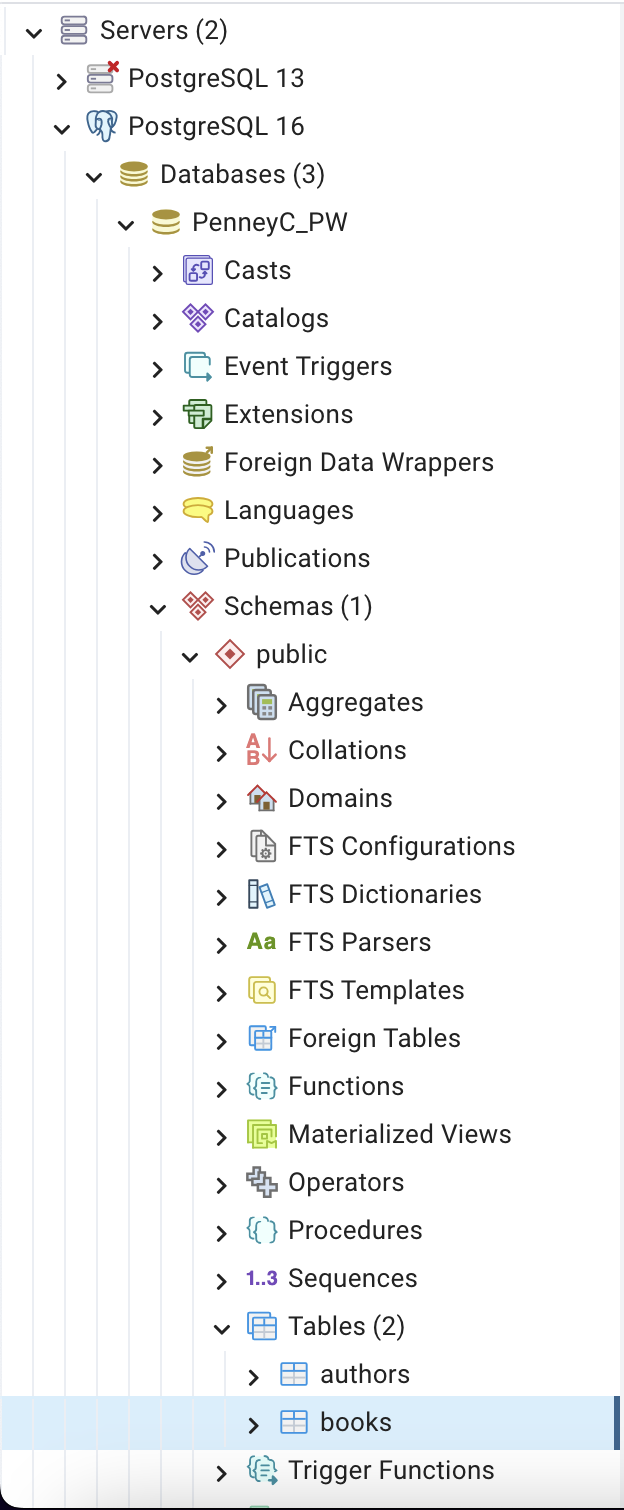 Servers (2)
PostgreSQL 13
PostgreSQL 16
Databases (3)
PenneyC_PW
Casts
Catalogs
Event Triggers
Extensions
Foreign Data Wrappers
Languages
Publications
Schemas (1)
public
Aggregates
A
B
Collations
Domains
FTS Configurations
FTS Dictionaries
Aa FTS Parsers
FTS Templates
Foreign Tables
Functions
Materialized Views
Operators
Procedures
1..3 Sequences
Tables (2)
authors
books
Trigger Functions